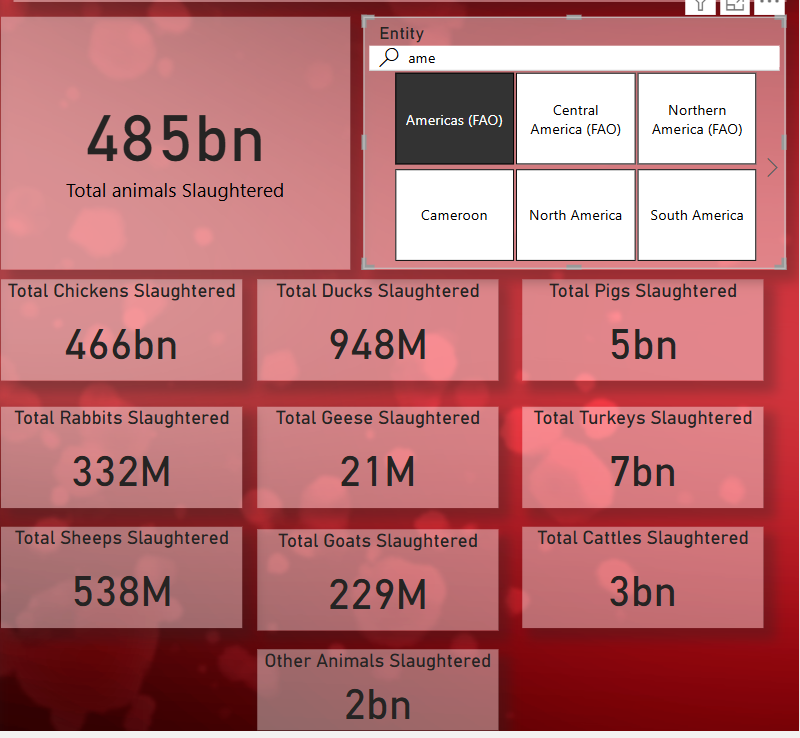 485bn
Total animals Slaughtered
Entity
ame
Americas (FAO)
Central
America (FAO)
Northern
America (FAO)
Cameroon
North America
South America
Total Chickens Slaughtered
466bn
Total Ducks Slaughtered
948M
Total Pigs Slaughtered
5bn
Total Rabbits Slaughtered
332M
Total Geese Slaughtered
21M
Total Turkeys Slaughtered
7bn
Total Sheeps Slaughtered
538M
Total Goats Slaughtered
229M
Total Cattles Slaughtered
3bn
Other Animals Slaughtered
2bn